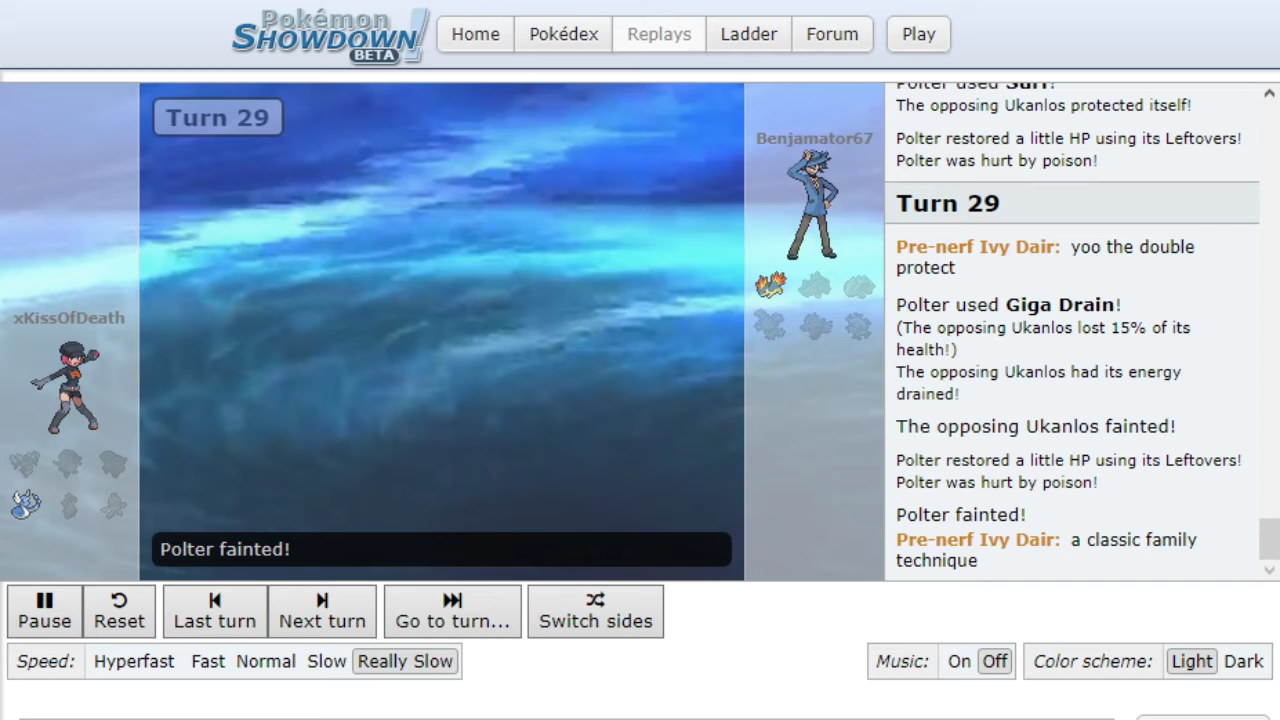 Pokémon
SHOWDOWN!
BETA
Home
Pokédex
Replays
Ladder
Forum
Play
Turn 29
Benjamator67
xKissOfDeath
Polter fainted!
Polter used Surf!
The opposing Ukanlos protected itself!
Polter restored a little HP using its Leftovers!
Polter was hurt by poison!
Turn 29
Pre-nerf Ivy Dair: yoo the double
protect
Polter used Giga Drain!
(The opposing Ukanlos lost 15% of its
health!)
The opposing Ukanlos had its energy
drained!
The opposing Ukanlos fainted!
Polter restored a little HP using its Leftovers!
Polter was hurt by poison!
Polter fainted!
Pre-nerf Ivy Dair: a classic family
technique
Pause
Reset
Last turn
Next turn
Go to turn...
Switch sides
Speed: Hyperfast Fast Normal Slow Really Slow
Music: On Off
Color scheme: Light Dark